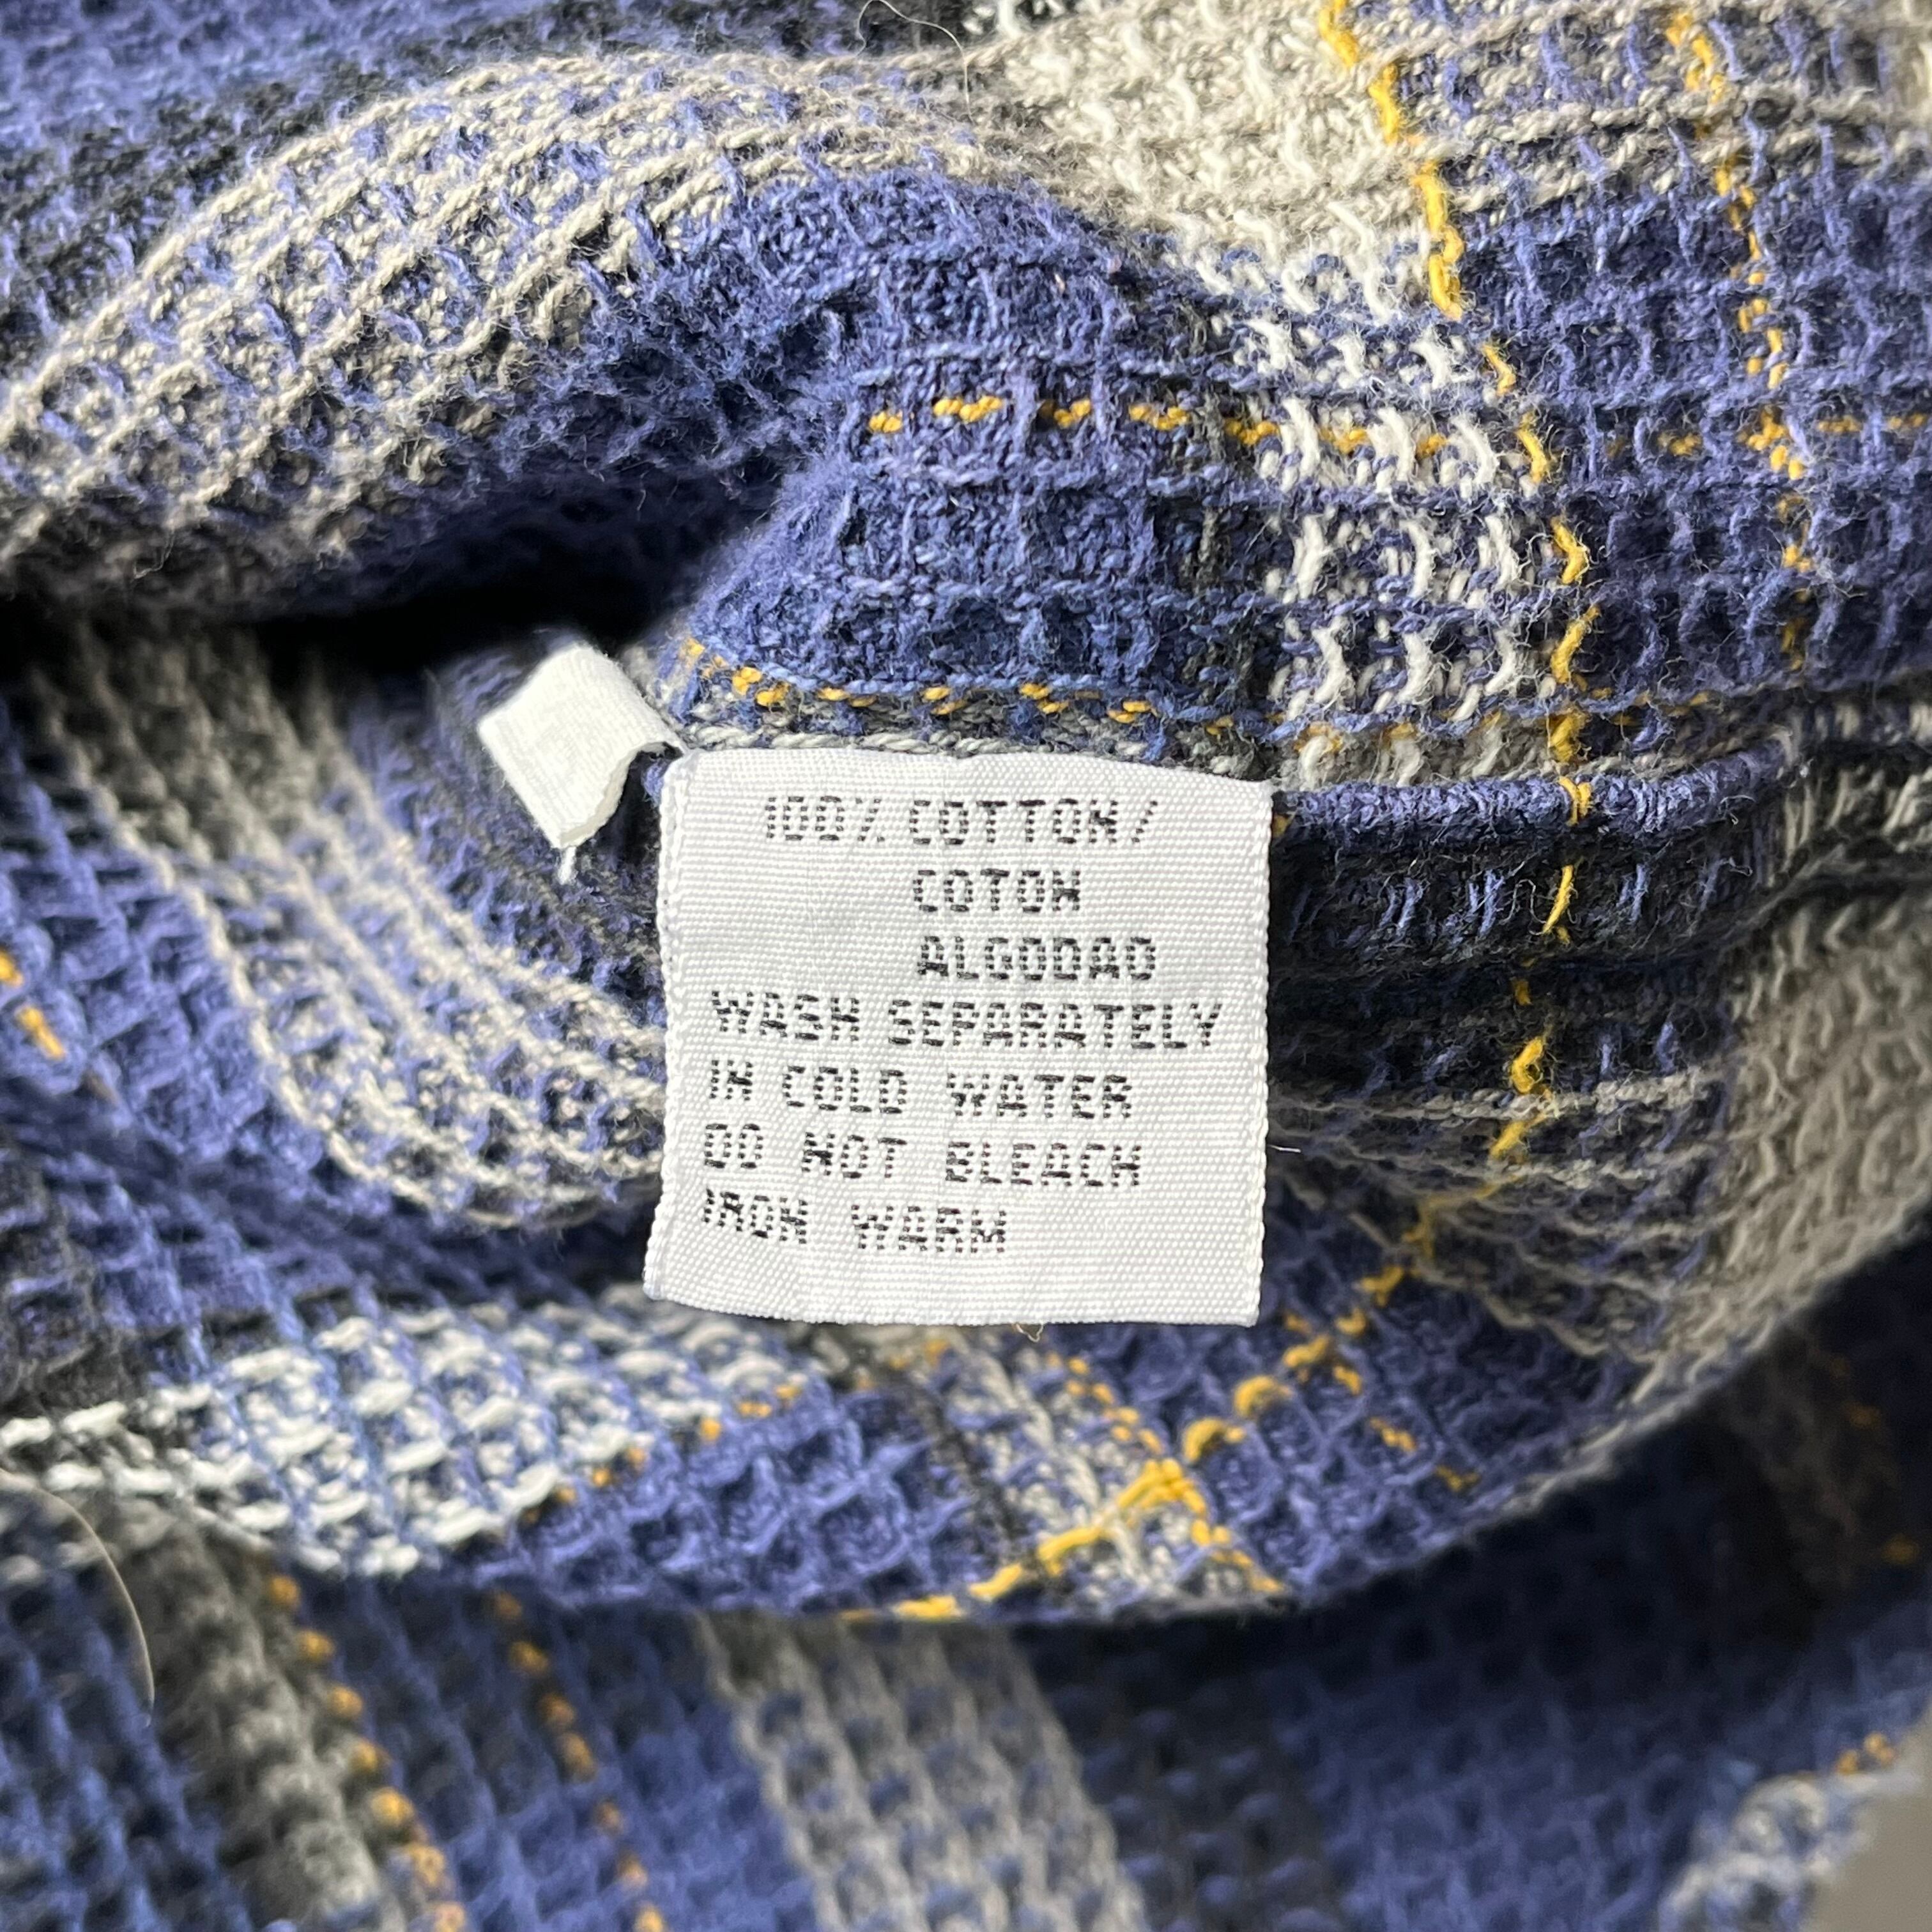 100% COTTON/
COTON
ALGODAO
WASH SEPARATELY
IN COLD WATER
DO NOT BLEACH
IRON WARM